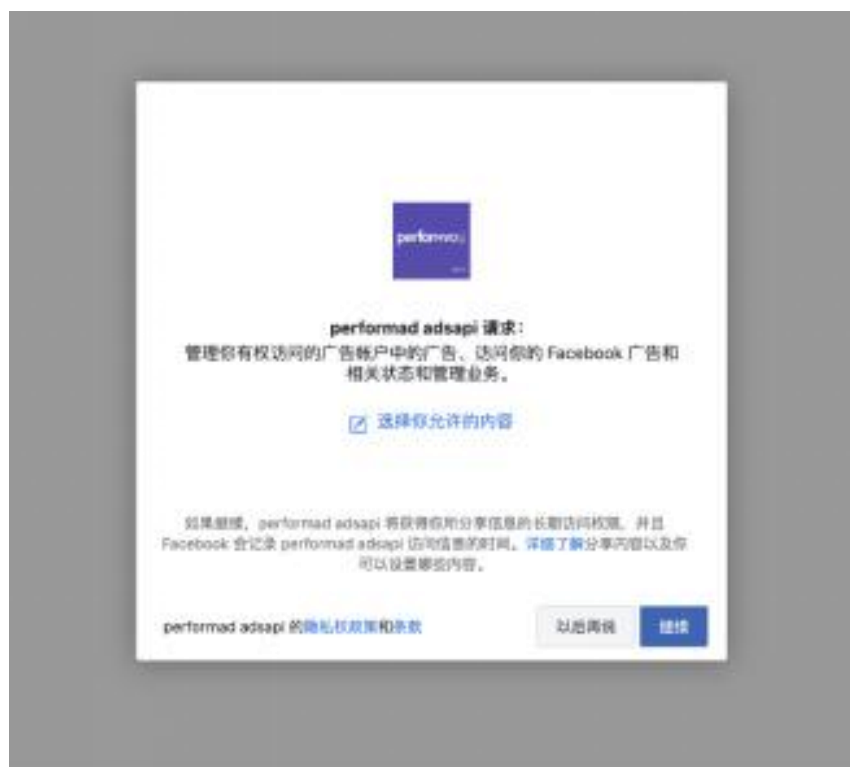 performad adsapi 请求：
管理你有权访问的广告帐户中的广告、访问你的 Facebook 广告和
相关状态和管理业务。
选择你允许的内容
如果继续，performad adsapi 将获得你所分享信息的长期访问权限，并且
Facebook 会记录 performad adsapi 访问信息的时间。详细了解分享内容以及你
可以设置哪些内容。
performad adsapi 的隐私权政策和条款
以后再说
继续